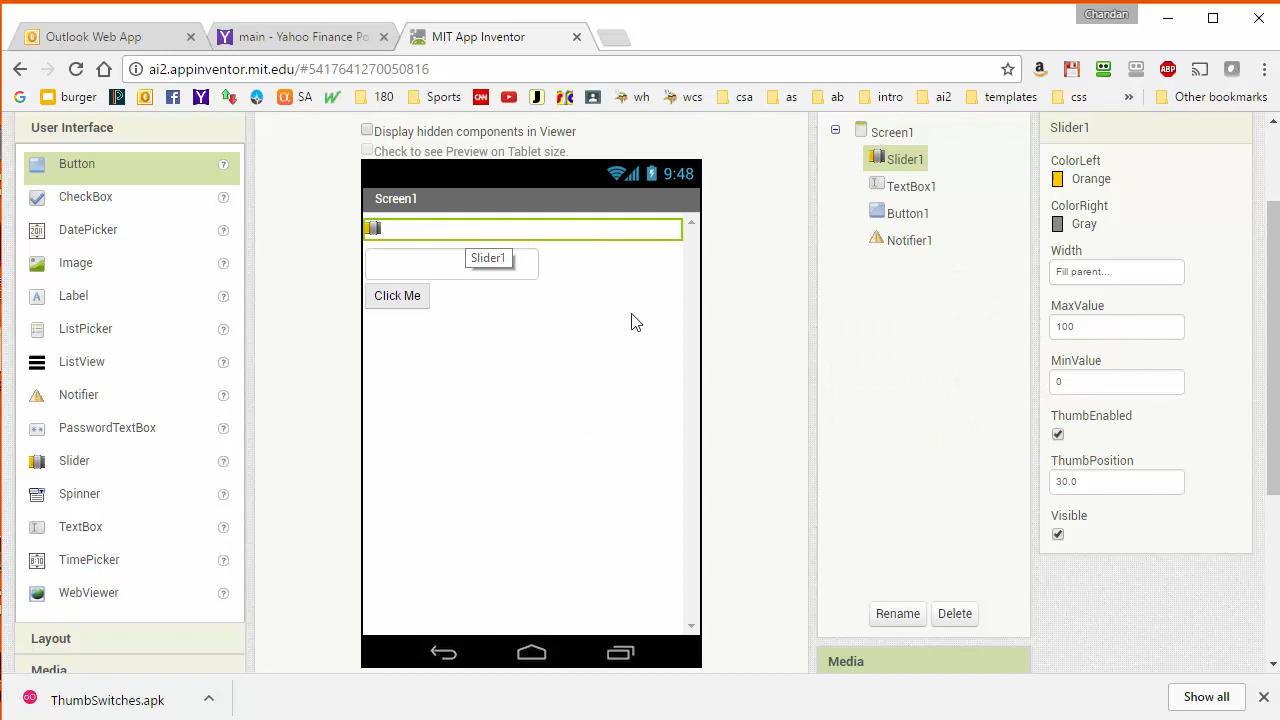 Chandan
Outlook Web App
main - Yahoo Finance Po
MIT App Inventor
ai2.appinventor.mit.edu/#5417641270050816
burger
SA
180
Sports
wh
wcs
csa
as
ab
intro
ai2
templates
css
»
Other bookmark
User Interface
Button
CheckBox
DatePicker
Image
Label
ListPicker
ListView
Notifier
PasswordTextBox
Slider
Spinner
TextBox
TimePicker
WebViewer
Layout
Media
Display hidden components in Viewer
Check to see Preview on Tablet size.
9:48
Screen1
Slider1
Click Me
Screen1
Slider1
TextBox1
Button1
Notifier1
Rename
Delete
Media
Slider1
ColorLeft
Orange
ColorRight
Gray
Width
Fill parent...
MaxValue
100
MinValue
0
ThumbEnabled
ThumbPosition
30.0
Visible
ThumbSwitches.apk
Show all